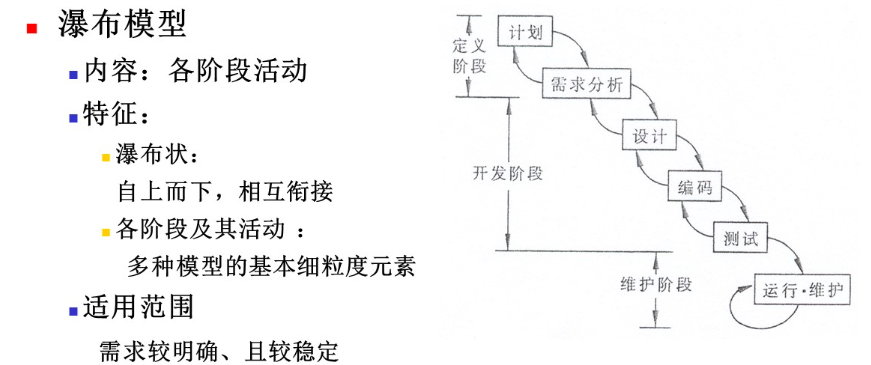 瀑布模型
内容：各阶段活动
特征：
瀑布状：
自上而下，相互衔接
各阶段及其活动 ：
多种模型的基本细粒度元素
适用范围
需求较明确、且较稳定
定义
阶段
开发阶段
维护阶段
计划
需求分析
设计
编码
测试
运行·维护